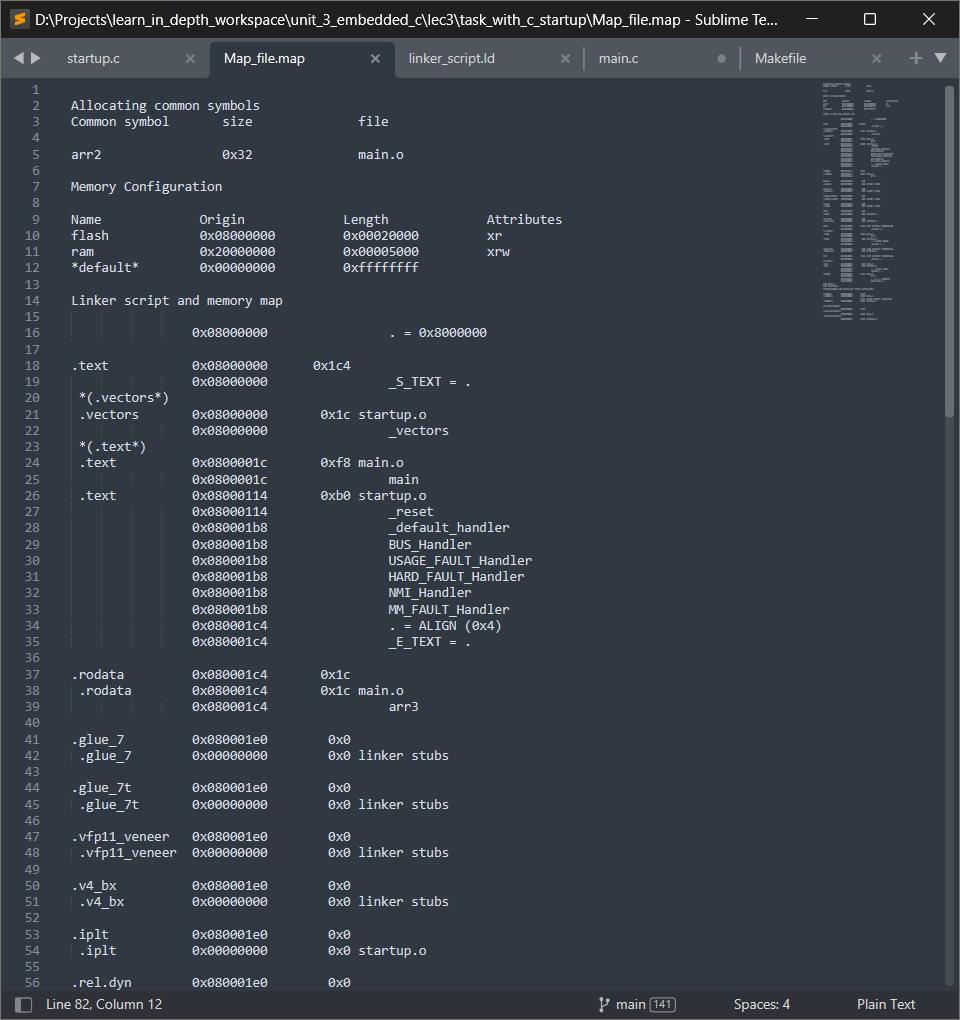 D:\Projects\learn_in_depth_workspace\unit_3_embedded_c\lec3\task_with_c_startup\Map_file.map - Sublime Te...
startup.c Map_file.map linker_script.ld main.c Makefile
1
2 Allocating common symbols
3 Common symbol size file
4
5 arr2 0x32 main.o
6
7 Memory Configuration
8
9 Name Origin Length Attributes
10 flash 0x08000000 0x00020000 xr
11 ram 0x20000000 0x00005000 xrw
12 *default* 0x00000000 0xffffffff
13
14 Linker script and memory map
15
16 0x08000000 . = 0x8000000
17
18 .text 0x08000000 0x1c4
19 0x08000000 _S_TEXT = .
20 *(.vectors*)
21 .vectors 0x08000000 0x1c startup.o
22 0x08000000 _vectors
23 *(.text*)
24 .text 0x0800001c 0xf8 main.o
25 0x0800001c main
26 .text 0x08000114 0xb0 startup.o
27 0x08000114 _reset
28 0x080001b8 _default_handler
29 0x080001b8 BUS_Handler
30 0x080001b8 USAGE_FAULT_Handler
31 0x080001b8 HARD_FAULT_Handler
32 0x080001b8 NMI_Handler
33 0x080001b8 MM_FAULT_Handler
34 0x080001c4 . = ALIGN (0x4)
35 0x080001c4 _E_TEXT = .
36
37 .rodata 0x080001c4 0x1c
38 .rodata 0x080001c4 0x1c main.o
39 0x080001c4 arr3
40
41 .glue_7 0x080001e0 0x0
42 .glue_7 0x00000000 0x0 linker stubs
43
44 .glue_7t 0x080001e0 0x0
45 .glue_7t 0x00000000 0x0 linker stubs
46
47 .vfp11_veneer 0x080001e0 0x0
48 .vfp11_veneer 0x00000000 0x0 linker stubs
49
50 .v4_bx 0x080001e0 0x0
51 .v4_bx 0x00000000 0x0 linker stubs
52
53 .iplt 0x080001e0 0x0
54 .iplt 0x00000000 0x0 startup.o
55
56 .rel.dyn 0x080001e0 0x0
Line 82, Column 12 main 141 Spaces: 4 Plain Text